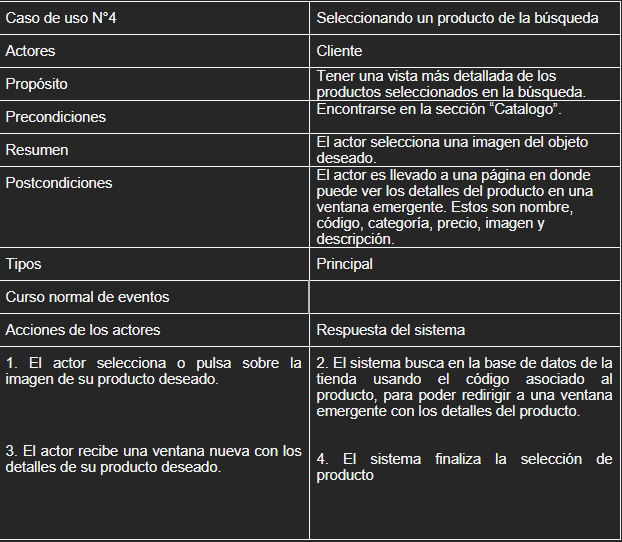 Caso de uso N°4
Seleccionando un producto de la búsqueda
Actores
Cliente
Propósito
Tener una vista más detallada de los
productos seleccionados en la búsqueda.
Precondiciones
Encontrarse en la sección “Catalogo”.
Resumen
El actor selecciona una imagen del objeto
deseado.
Postcondiciones
El actor es llevado a una página en donde
puede ver los detalles del producto en una
ventana emergente. Estos son nombre,
código, categoría, precio, imagen y
descripción.
Tipos
Principal
Curso normal de eventos
Acciones de los actores
Respuesta del sistema
1. El actor selecciona o pulsa sobre la
imagen de su producto deseado.
2. El sistema busca en la base de datos de la
tienda usando el código asociado al
producto, para poder redirigir a una ventana
emergente con los detalles del producto.
3. El actor recibe una ventana nueva con los
detalles de su producto deseado.
4. El sistema finaliza la selección de
producto